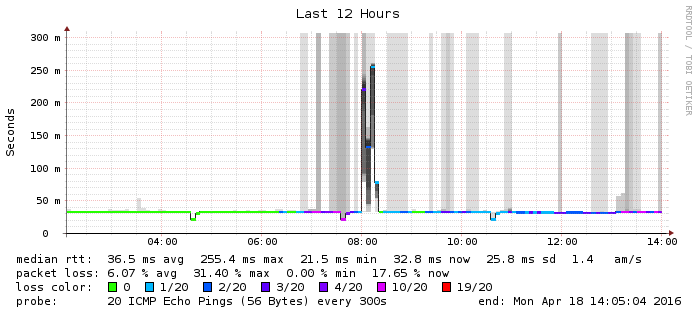 Last 12 Hours
RRDTOOL / TOBI OETIKER
Seconds
300 m
250 m
200 m
150 m
100 m
50 m
0
04:00 06:00 08:00 10:00 12:00 14:00
median rtt: 36.5 ms avg 255.4 ms max 21.5 ms min 32.8 ms now 25.8 ms sd 1.4 am/s
packet loss: 6.07 % avg 31.40 % max 0.00 % min 17.65 % now
loss color: 0 1/20 2/20 3/20 4/20 10/20 19/20
probe: 20 ICMP Echo Pings (56 Bytes) every 300s end: Mon Apr 18 14:05:04 2016